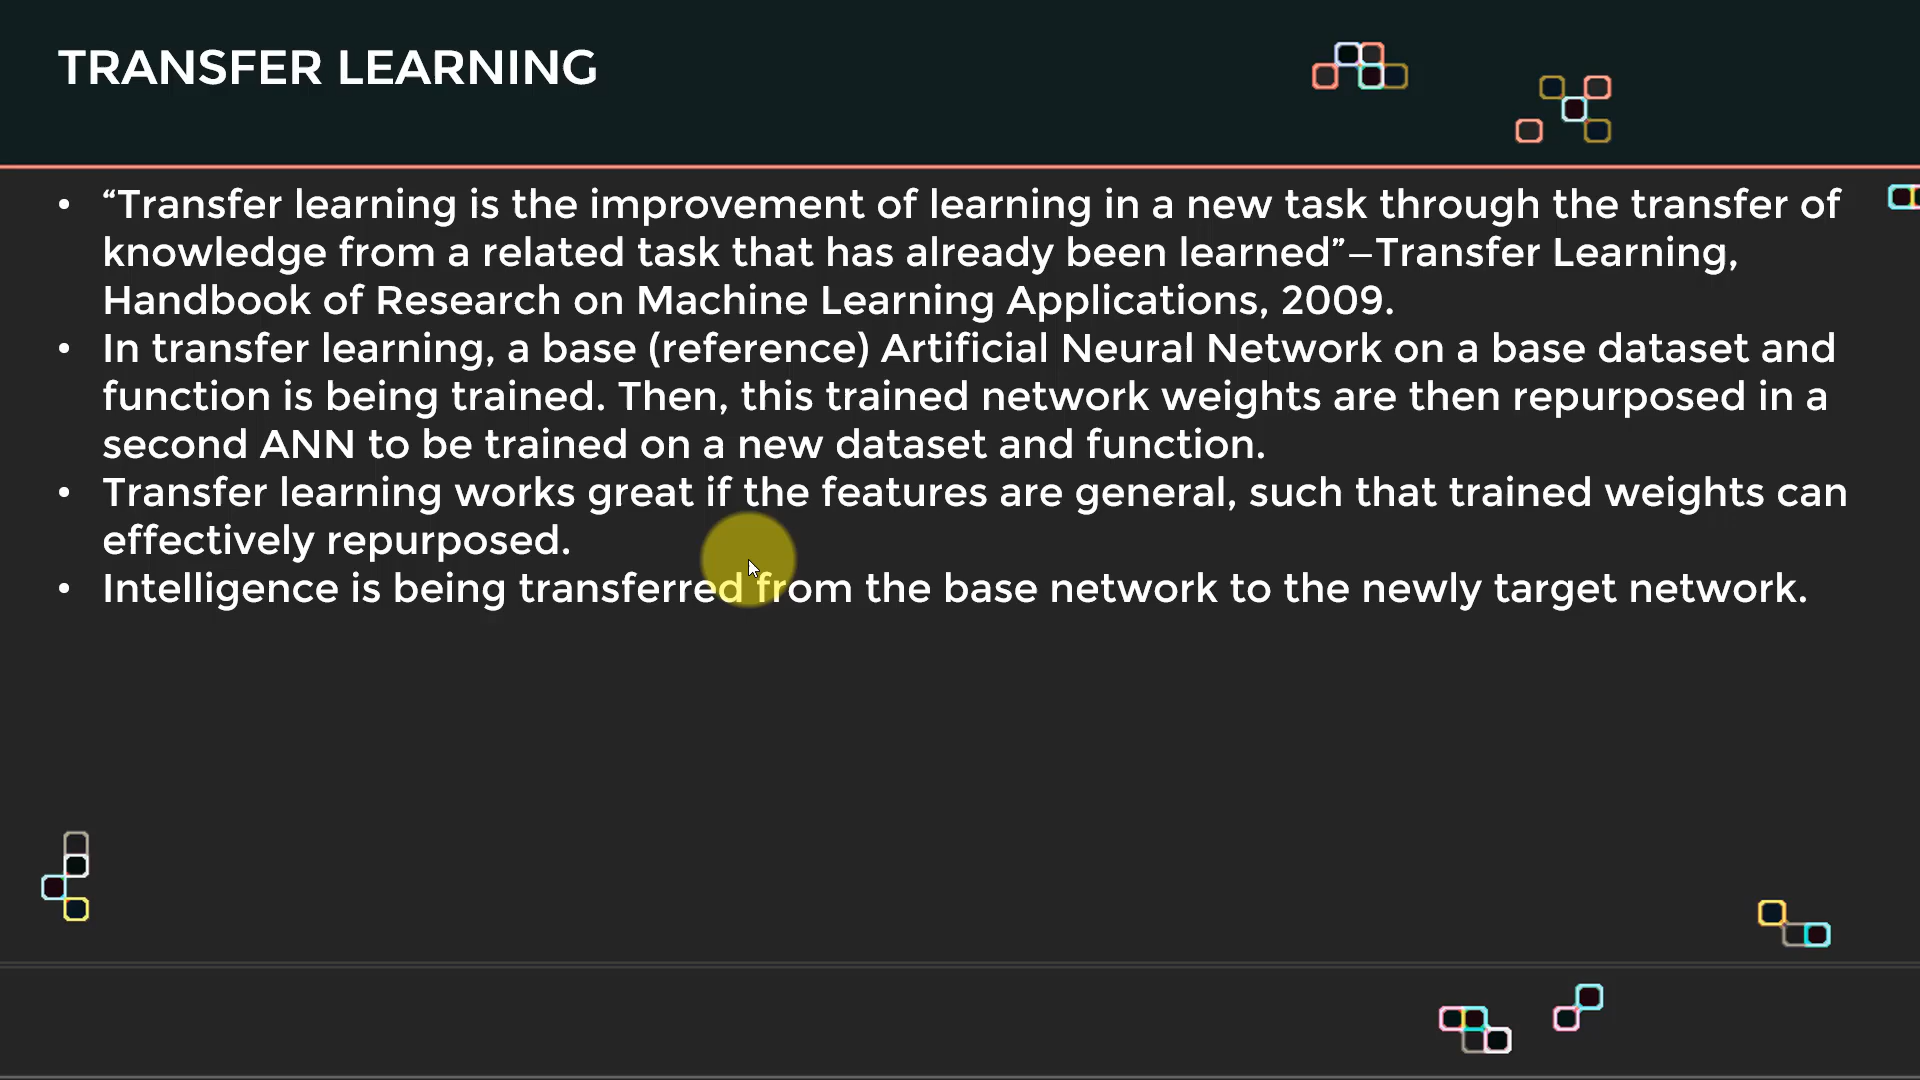 TRANSFER LEARNING
• “Transfer learning is the improvement of learning in a new task through the transfer of
knowledge from a related task that has already been learned”—Transfer Learning,
Handbook of Research on Machine Learning Applications, 2009.
• In transfer learning, a base (reference) Artificial Neural Network on a base dataset and
function is being trained. Then, this trained network weights are then repurposed in a
second ANN to be trained on a new dataset and function.
• Transfer learning works great if the features are general, such that trained weights can
effectively repurposed.
• Intelligence is being transferred from the base network to the newly target network.